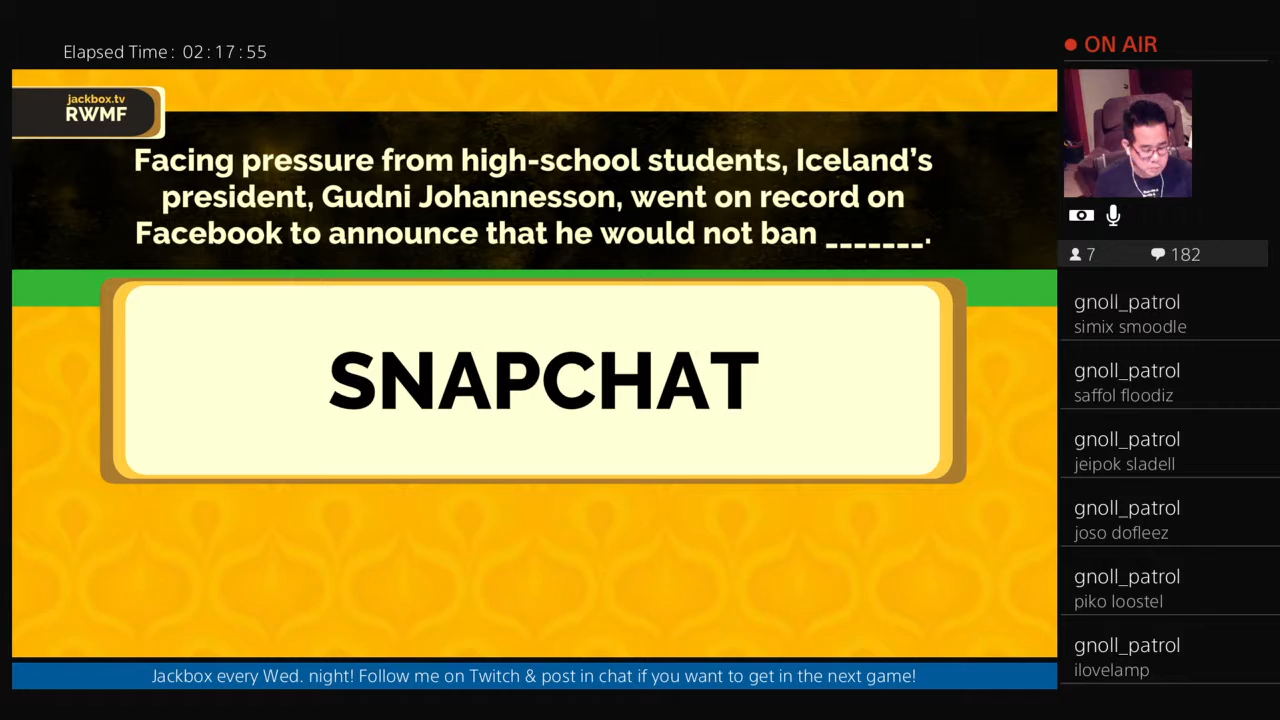 Elapsed Time: 02:17:55
ON AIR
jackbox.tv
RWMF
Facing pressure from high-school students, Iceland’s
president, Gudni Johannesson, went on record on
Facebook to announce that he would not ban _______.
SNAPCHAT
7
182
gnoll_patrol
simix smoodle
gnoll_patrol
saffol floodiz
gnoll_patrol
jeipok sladell
gnoll_patrol
joso dofleez
gnoll_patrol
piko loostel
gnoll_patrol
ilovelamp
Jackbox every Wed. night! Follow me on Twitch & post in chat if you want to get in the next game!